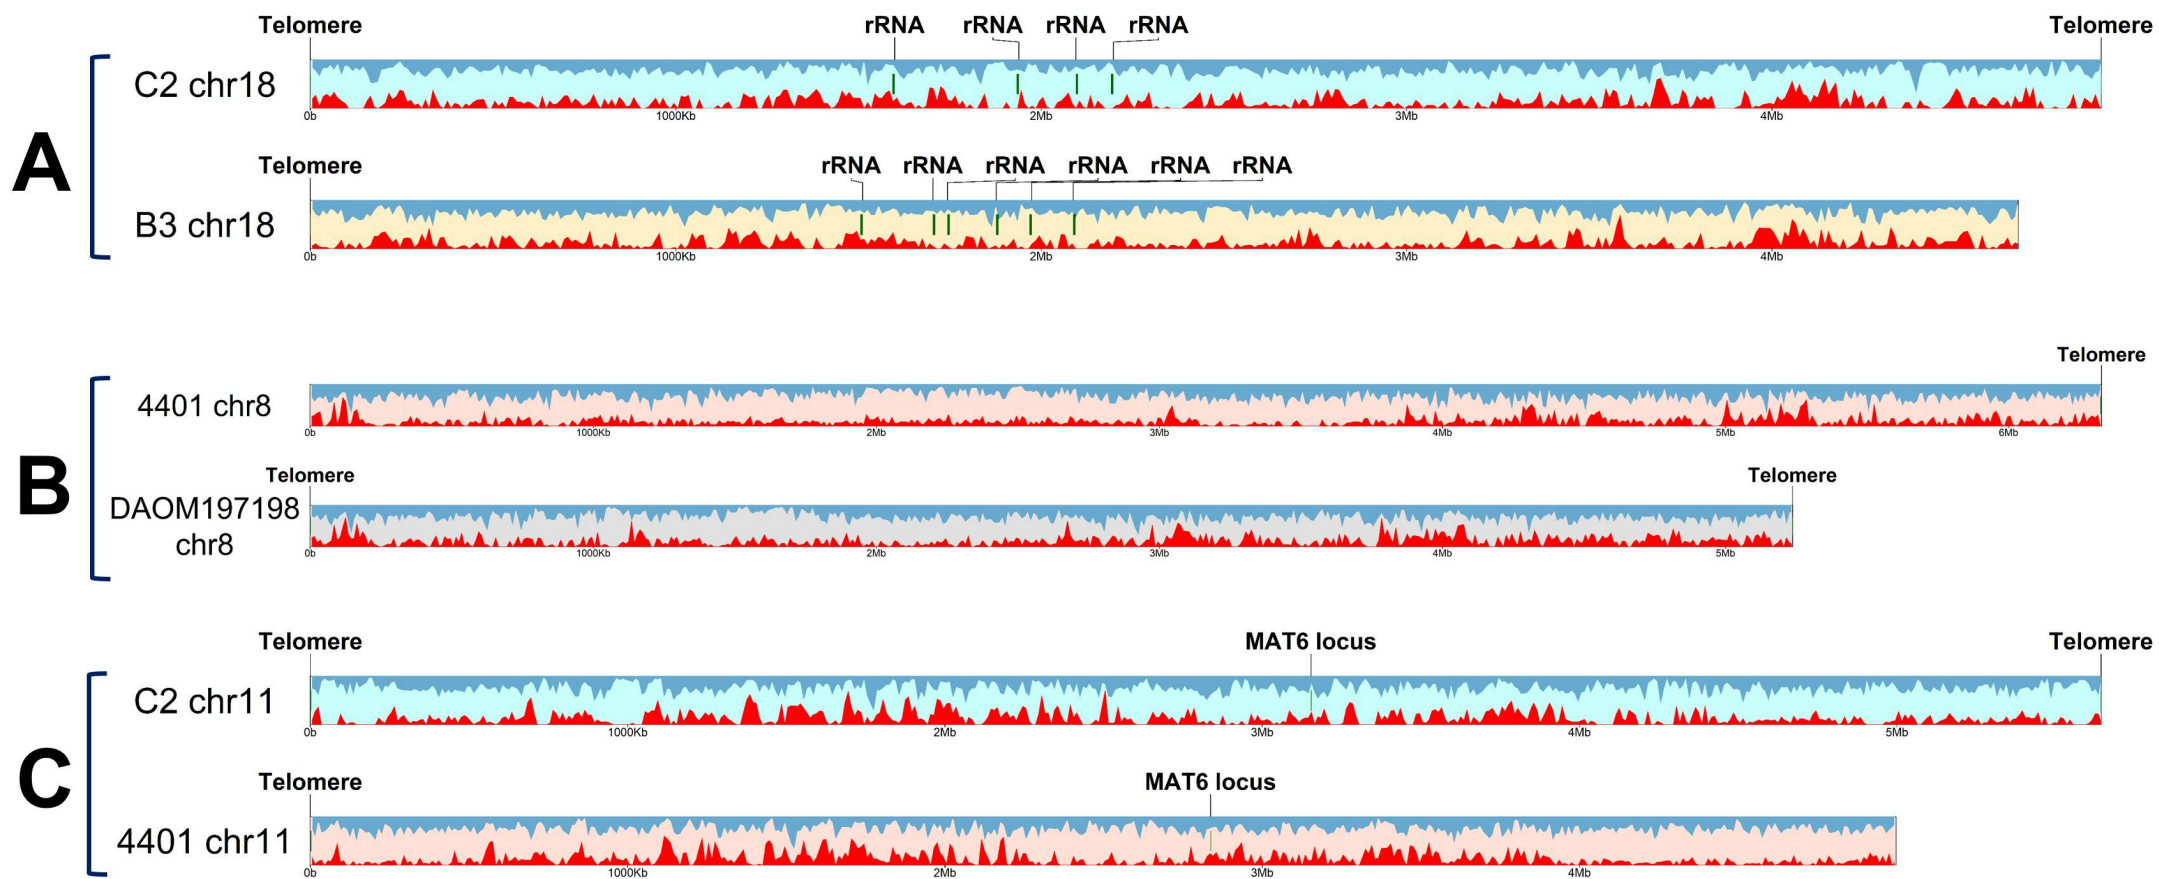 Telomere rRNA rRNA rRNA rRNA Telomere
A
C2 chr18
0b 1000Kb 2Mb 3Mb 4Mb
Telomere rRNA rRNA rRNA rRNA rRNA rRNA
B3 chr18
0b 1000Kb 2Mb 3Mb 4Mb
Telomere
B
4401 chr8
0b 1000Kb 2Mb 3Mb 4Mb 5Mb 6Mb
Telomere Telomere
DAOM197198
chr8
0b 1000Kb 2Mb 3Mb 4Mb 5Mb
Telomere MAT6 locus Telomere
C
C2 chr11
0b 1000Kb 2Mb 3Mb 4Mb 5Mb
Telomere MAT6 locus
4401 chr11
0b 1000Kb 2Mb 3Mb 4Mb